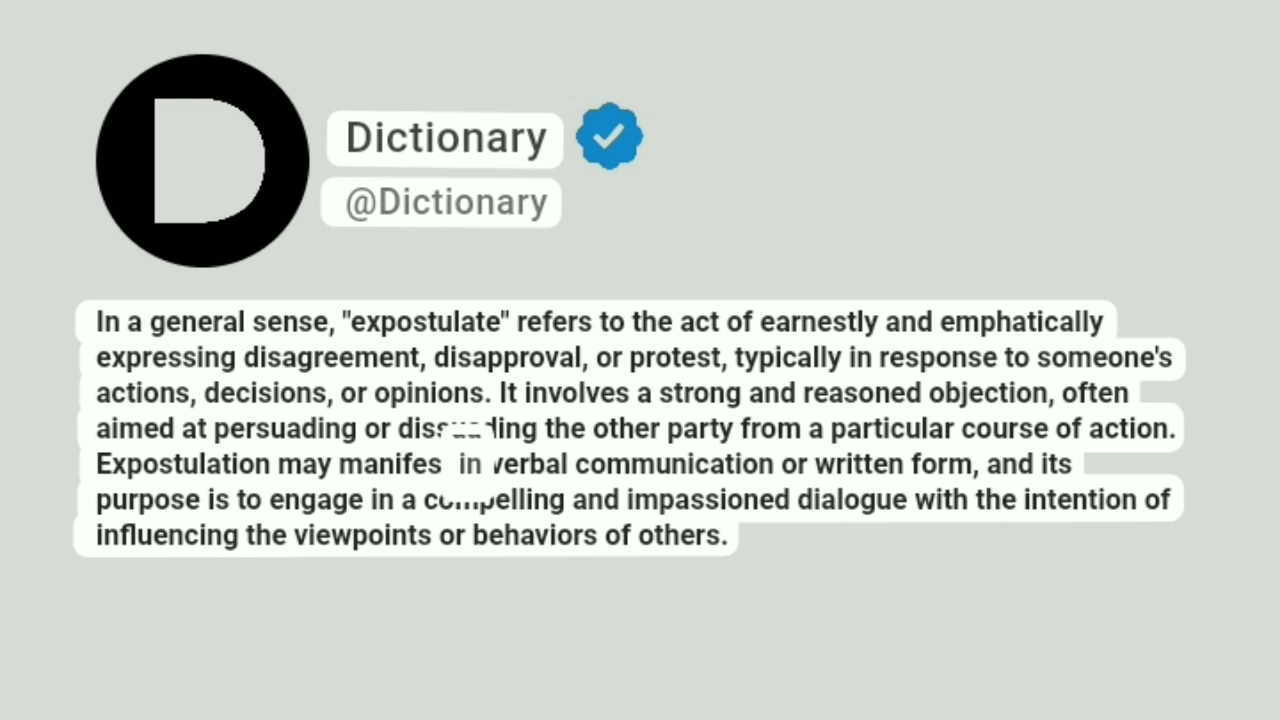 D
Dictionary
@Dictionary
In a general sense, "expostulate" refers to the act of earnestly and emphatically
expressing disagreement, disapproval, or protest, typically in response to someone's
actions, decisions, or opinions. It involves a strong and reasoned objection, often
aimed at persuading or dissuading the other party from a particular course of action.
Expostulation may in verbal communication or written form, and its
purpose is to engage in a compelling and impassioned dialogue with the intention of
influencing the viewpoints or behaviors of others.